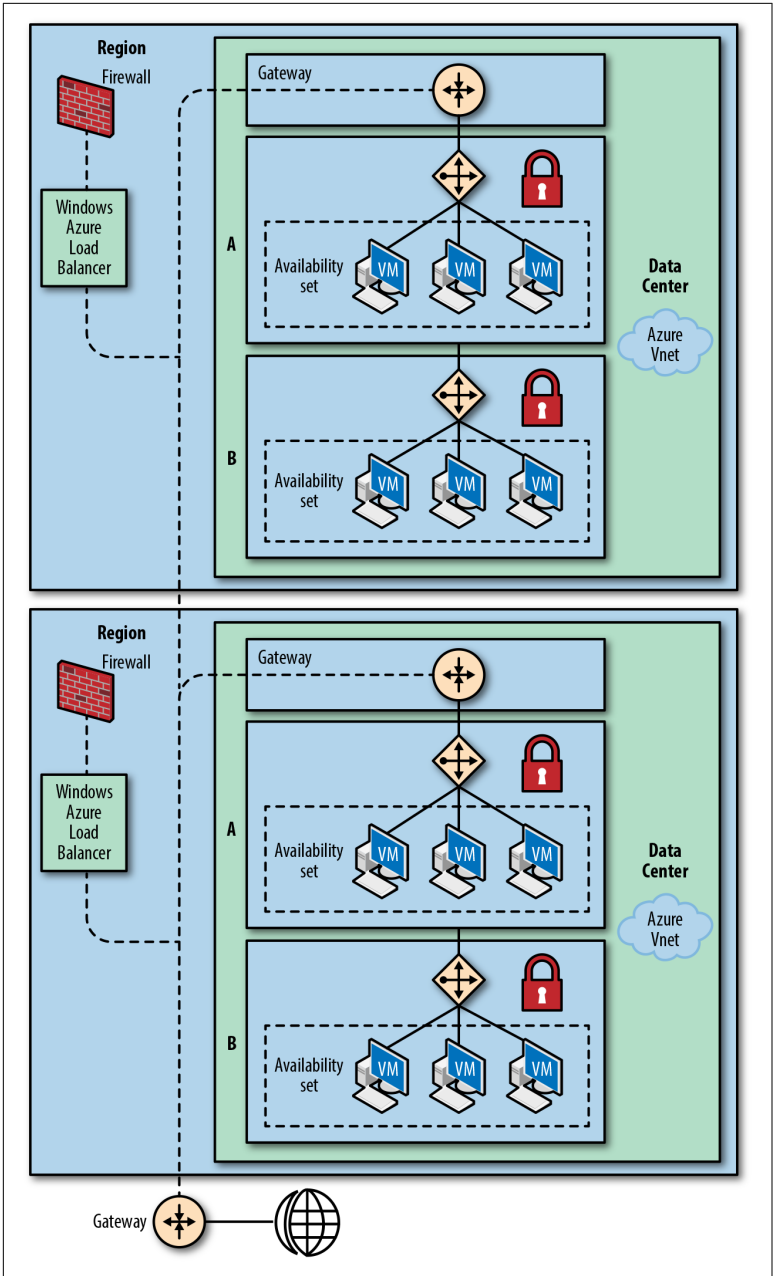 Region
Firewall
Gateway
Windows
Azure
Load
Balancer
A
Availability
set
VM
VM
VM
Data
Center
Azure
Vnet
B
Availability
set
VM
VM
VM
Region
Firewall
Gateway
Windows
Azure
Load
Balancer
A
Availability
set
VM
VM
VM
Data
Center
Azure
Vnet
B
Availability
set
VM
VM
VM
Gateway